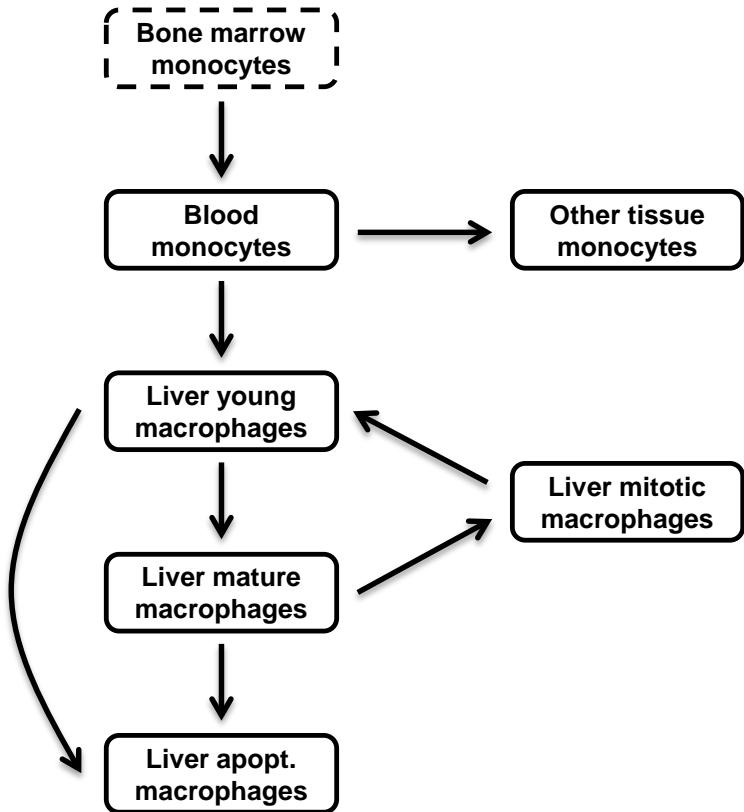 Bone marrow
monocytes
Blood
monocytes
Other tissue
monocytes
Liver young
macrophages
Liver mitotic
macrophages
Liver mature
macrophages
Liver apopt.
macrophages